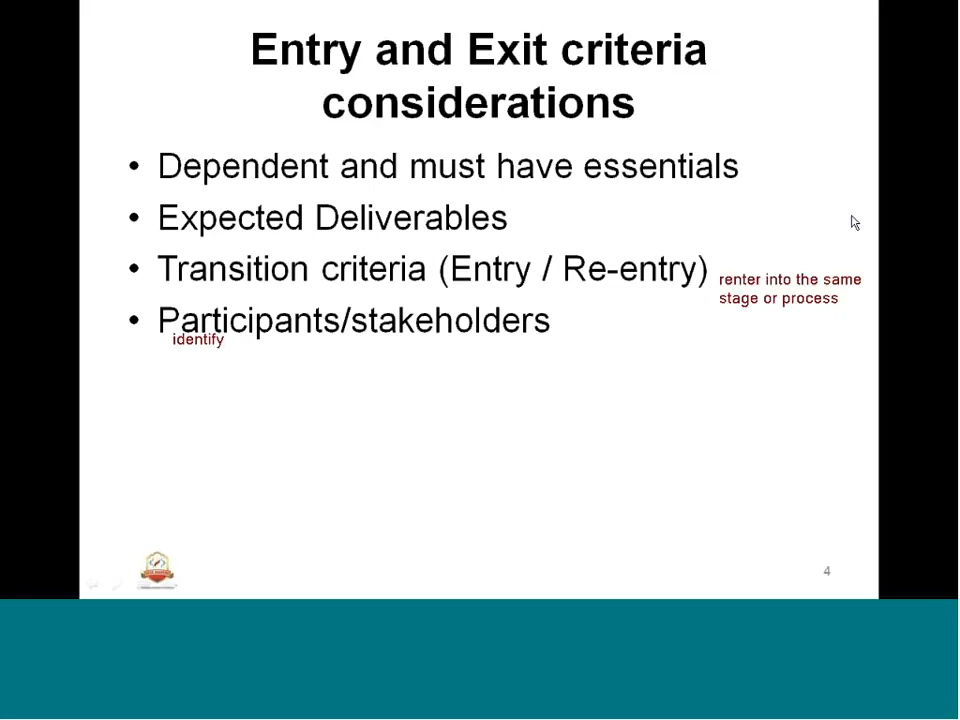 Entry and Exit criteria
considerations
• Dependent and must have essentials
• Expected Deliverables
• Transition criteria (Entry / Re-entry)
renter into the same
stage or process
• Participants/stakeholders
identify
4